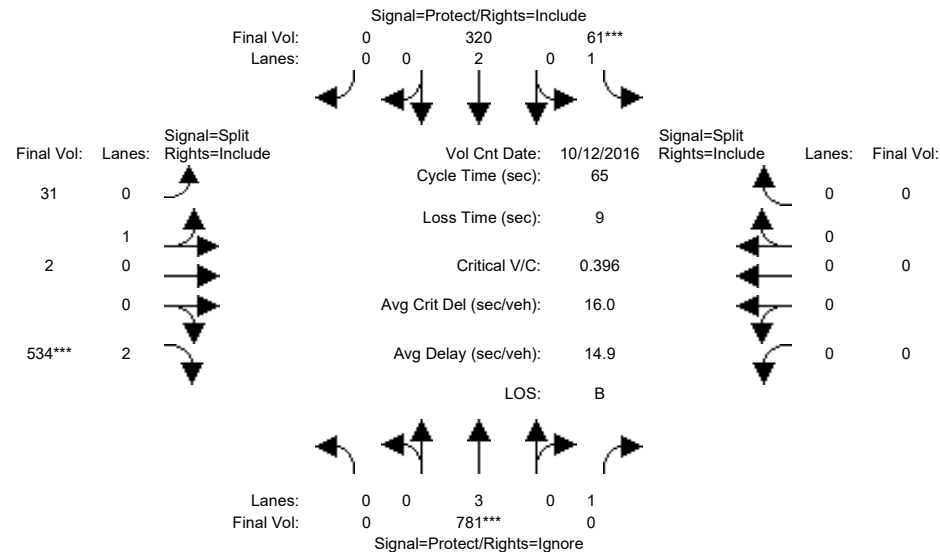 Signal=Protect/Rights=Include
Final Vol: 0 320 61***
Lanes: 0 0 2 0 1
Signal=Split Signal=Split
Final Vol: Lanes: Rights=Include Vol Cnt Date: 10/12/2016 Rights=Include Lanes: Final Vol:
Cycle Time (sec): 65
31 0 0 0
Loss Time (sec): 9
1 0
2 0 Critical V/C: 0.396 0 0
0 Avg Crit Del (sec/veh): 16.0 0
534*** 2 Avg Delay (sec/veh): 14.9 0 0
LOS: B
Lanes: 0 0 3 0 1
Final Vol: 0 781*** 0
Signal=Protect/Rights=Ignore